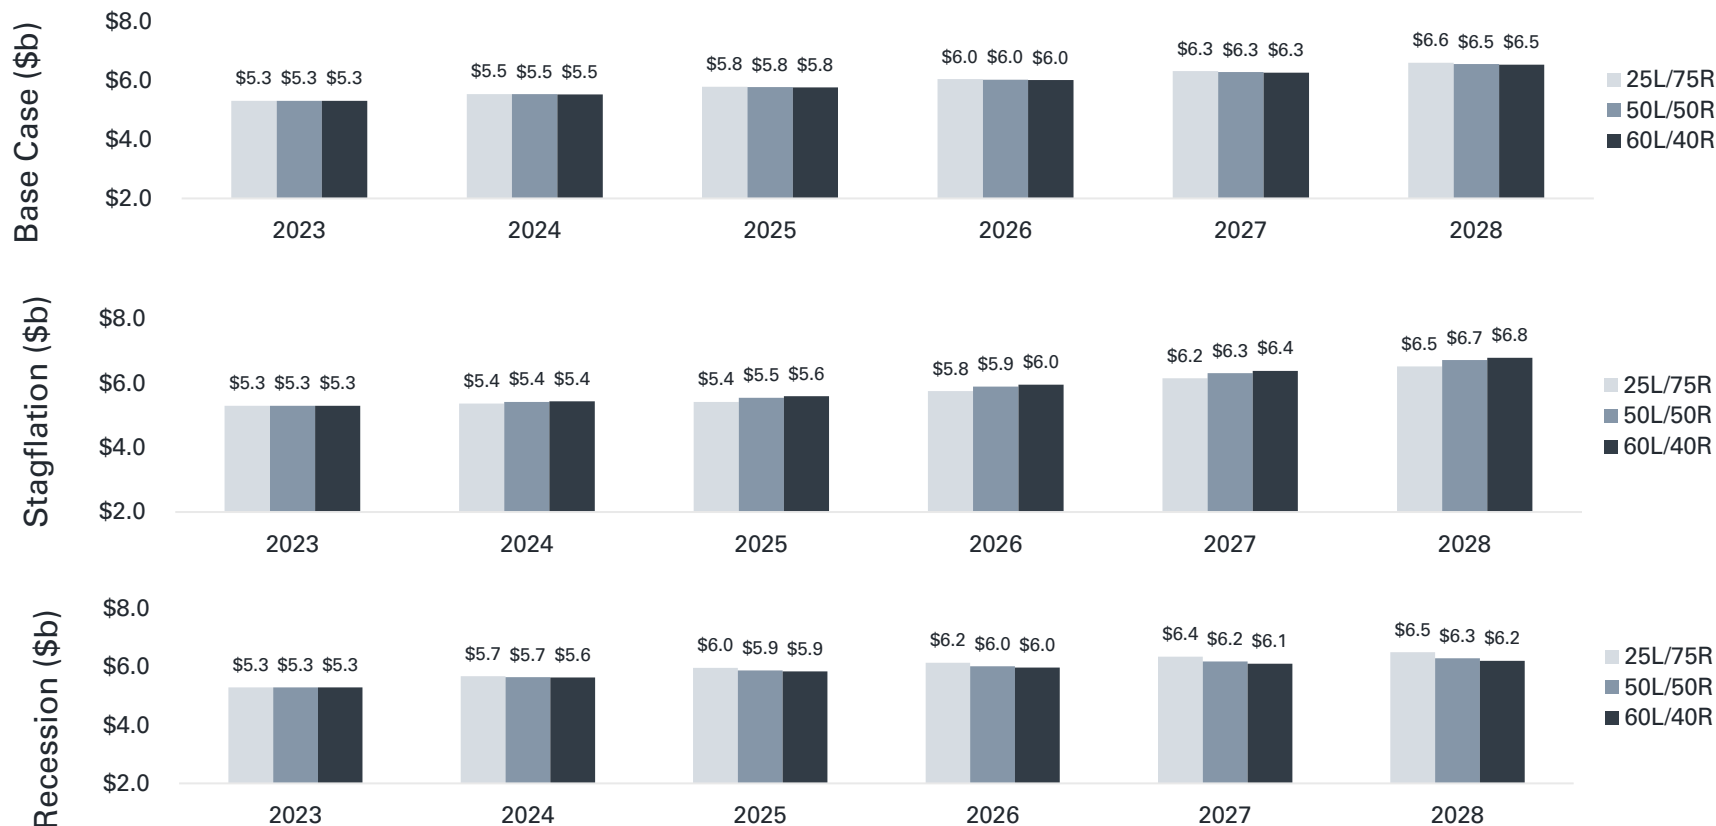 Base Case ($b)
$8.0
$6.0
$4.0
$2.0
$5.3 $5.3 $5.3
$5.5 $5.5 $5.5
$5.8 $5.8 $5.8
$6.0 $6.0 $6.0
$6.3 $6.3 $6.3
$6.6 $6.5 $6.5
2023 2024 2025 2026 2027 2028
25L/75R
50L/50R
60L/40R
Stagflation ($b)
$8.0
$6.0
$4.0
$2.0
$5.3 $5.3 $5.3
$5.4 $5.4 $5.4
$5.4 $5.5 $5.6
$5.8 $5.9 $6.0
$6.2 $6.3 $6.4
$6.5 $6.7 $6.8
2023 2024 2025 2026 2027 2028
25L/75R
50L/50R
60L/40R
Recession ($b)
$8.0
$6.0
$4.0
$2.0
$5.3 $5.3 $5.3
$5.7 $5.7 $5.6
$6.0 $5.9 $5.9
$6.2 $6.0 $6.0
$6.4 $6.2 $6.1
$6.5 $6.3 $6.2
2023 2024 2025 2026 2027 2028
25L/75R
50L/50R
60L/40R